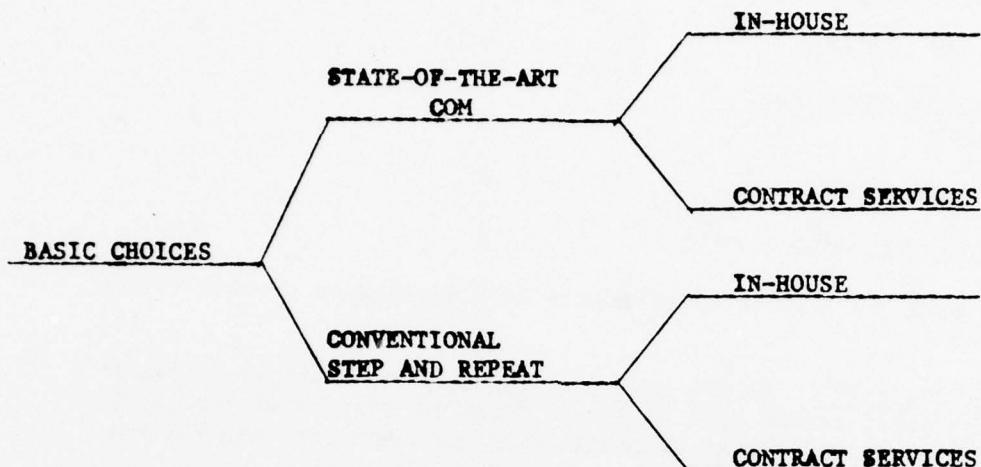 IN-HOUSE
STATE-OF-THE-ART
COM
CONTRACT SERVICES
BASIC CHOICES
IN-HOUSE
CONVENTIONAL
STEP AND REPEAT
CONTRACT SERVICES